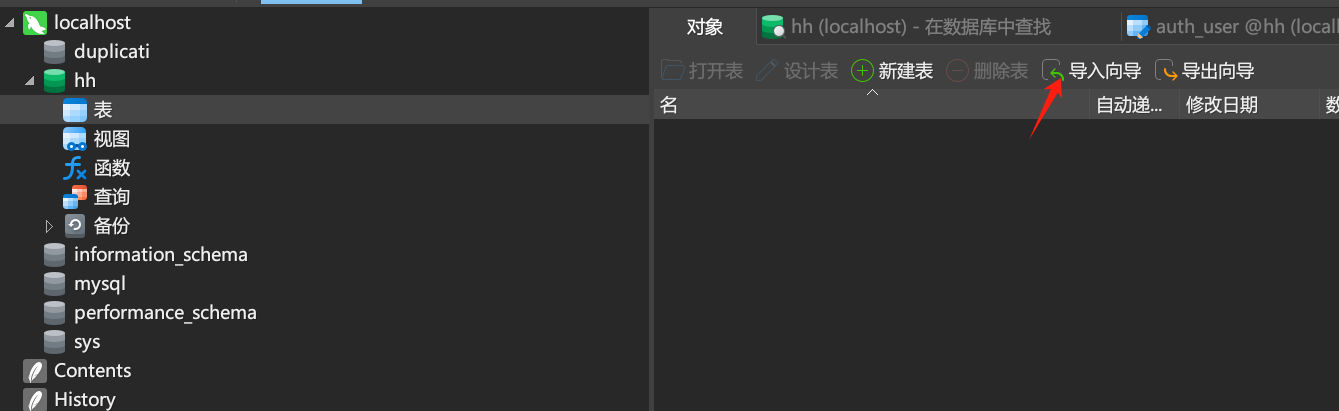 localhost
duplicati
hh
表
视图
函数
查询
备份
information_schema
mysql
performance_schema
sys
Contents
History
对象 hh (localhost) - 在数据库中查找 auth_user @hh (local
打开表 设计表 新建表 删除表 导入向导 导出向导
名 自动递... 修改日期 数